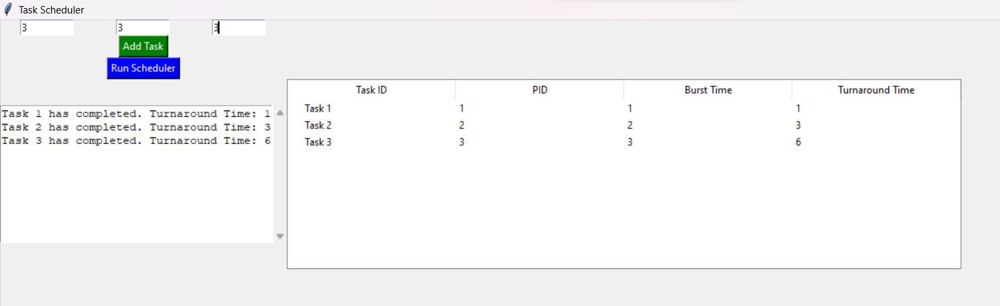 Task Scheduler
3 3 3
Add Task
Run Scheduler
Task 1 has completed. Turnaround Time: 1
Task 2 has completed. Turnaround Time: 3
Task 3 has completed. Turnaround Time: 6
Task ID PID Burst Time Turnaround Time
Task 1 1 1 1
Task 2 2 2 3
Task 3 3 3 6